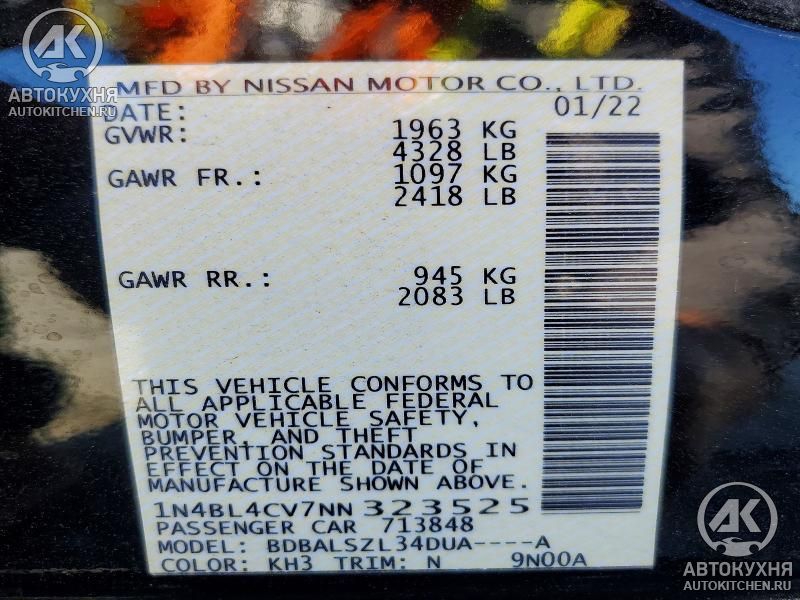 АК
АВТОКУХНЯ
AUTOKITCHEN.RU
MFD BY NISSAN MOTOR CO., LTD.
DATE: 01/22
GVWR: 1963 KG
4328 LB
GAWR FR.: 1097 KG
2418 LB
GAWR RR.: 945 KG
2083 LB
THIS VEHICLE CONFORMS TO
ALL APPLICABLE FEDERAL
MOTOR VEHICLE SAFETY,
BUMPER, AND THEFT
PREVENTION STANDARDS IN
EFFECT ON THE DATE OF
MANUFACTURE SHOWN ABOVE.
1N4BL4CV7NN323525
PASSENGER CAR 713848
MODEL: BDBALSZL34DUA----A
COLOR: KH3 TRIM: N 9N00A
АК
АВТОКУХНЯ
AUTOKITCHEN.RU